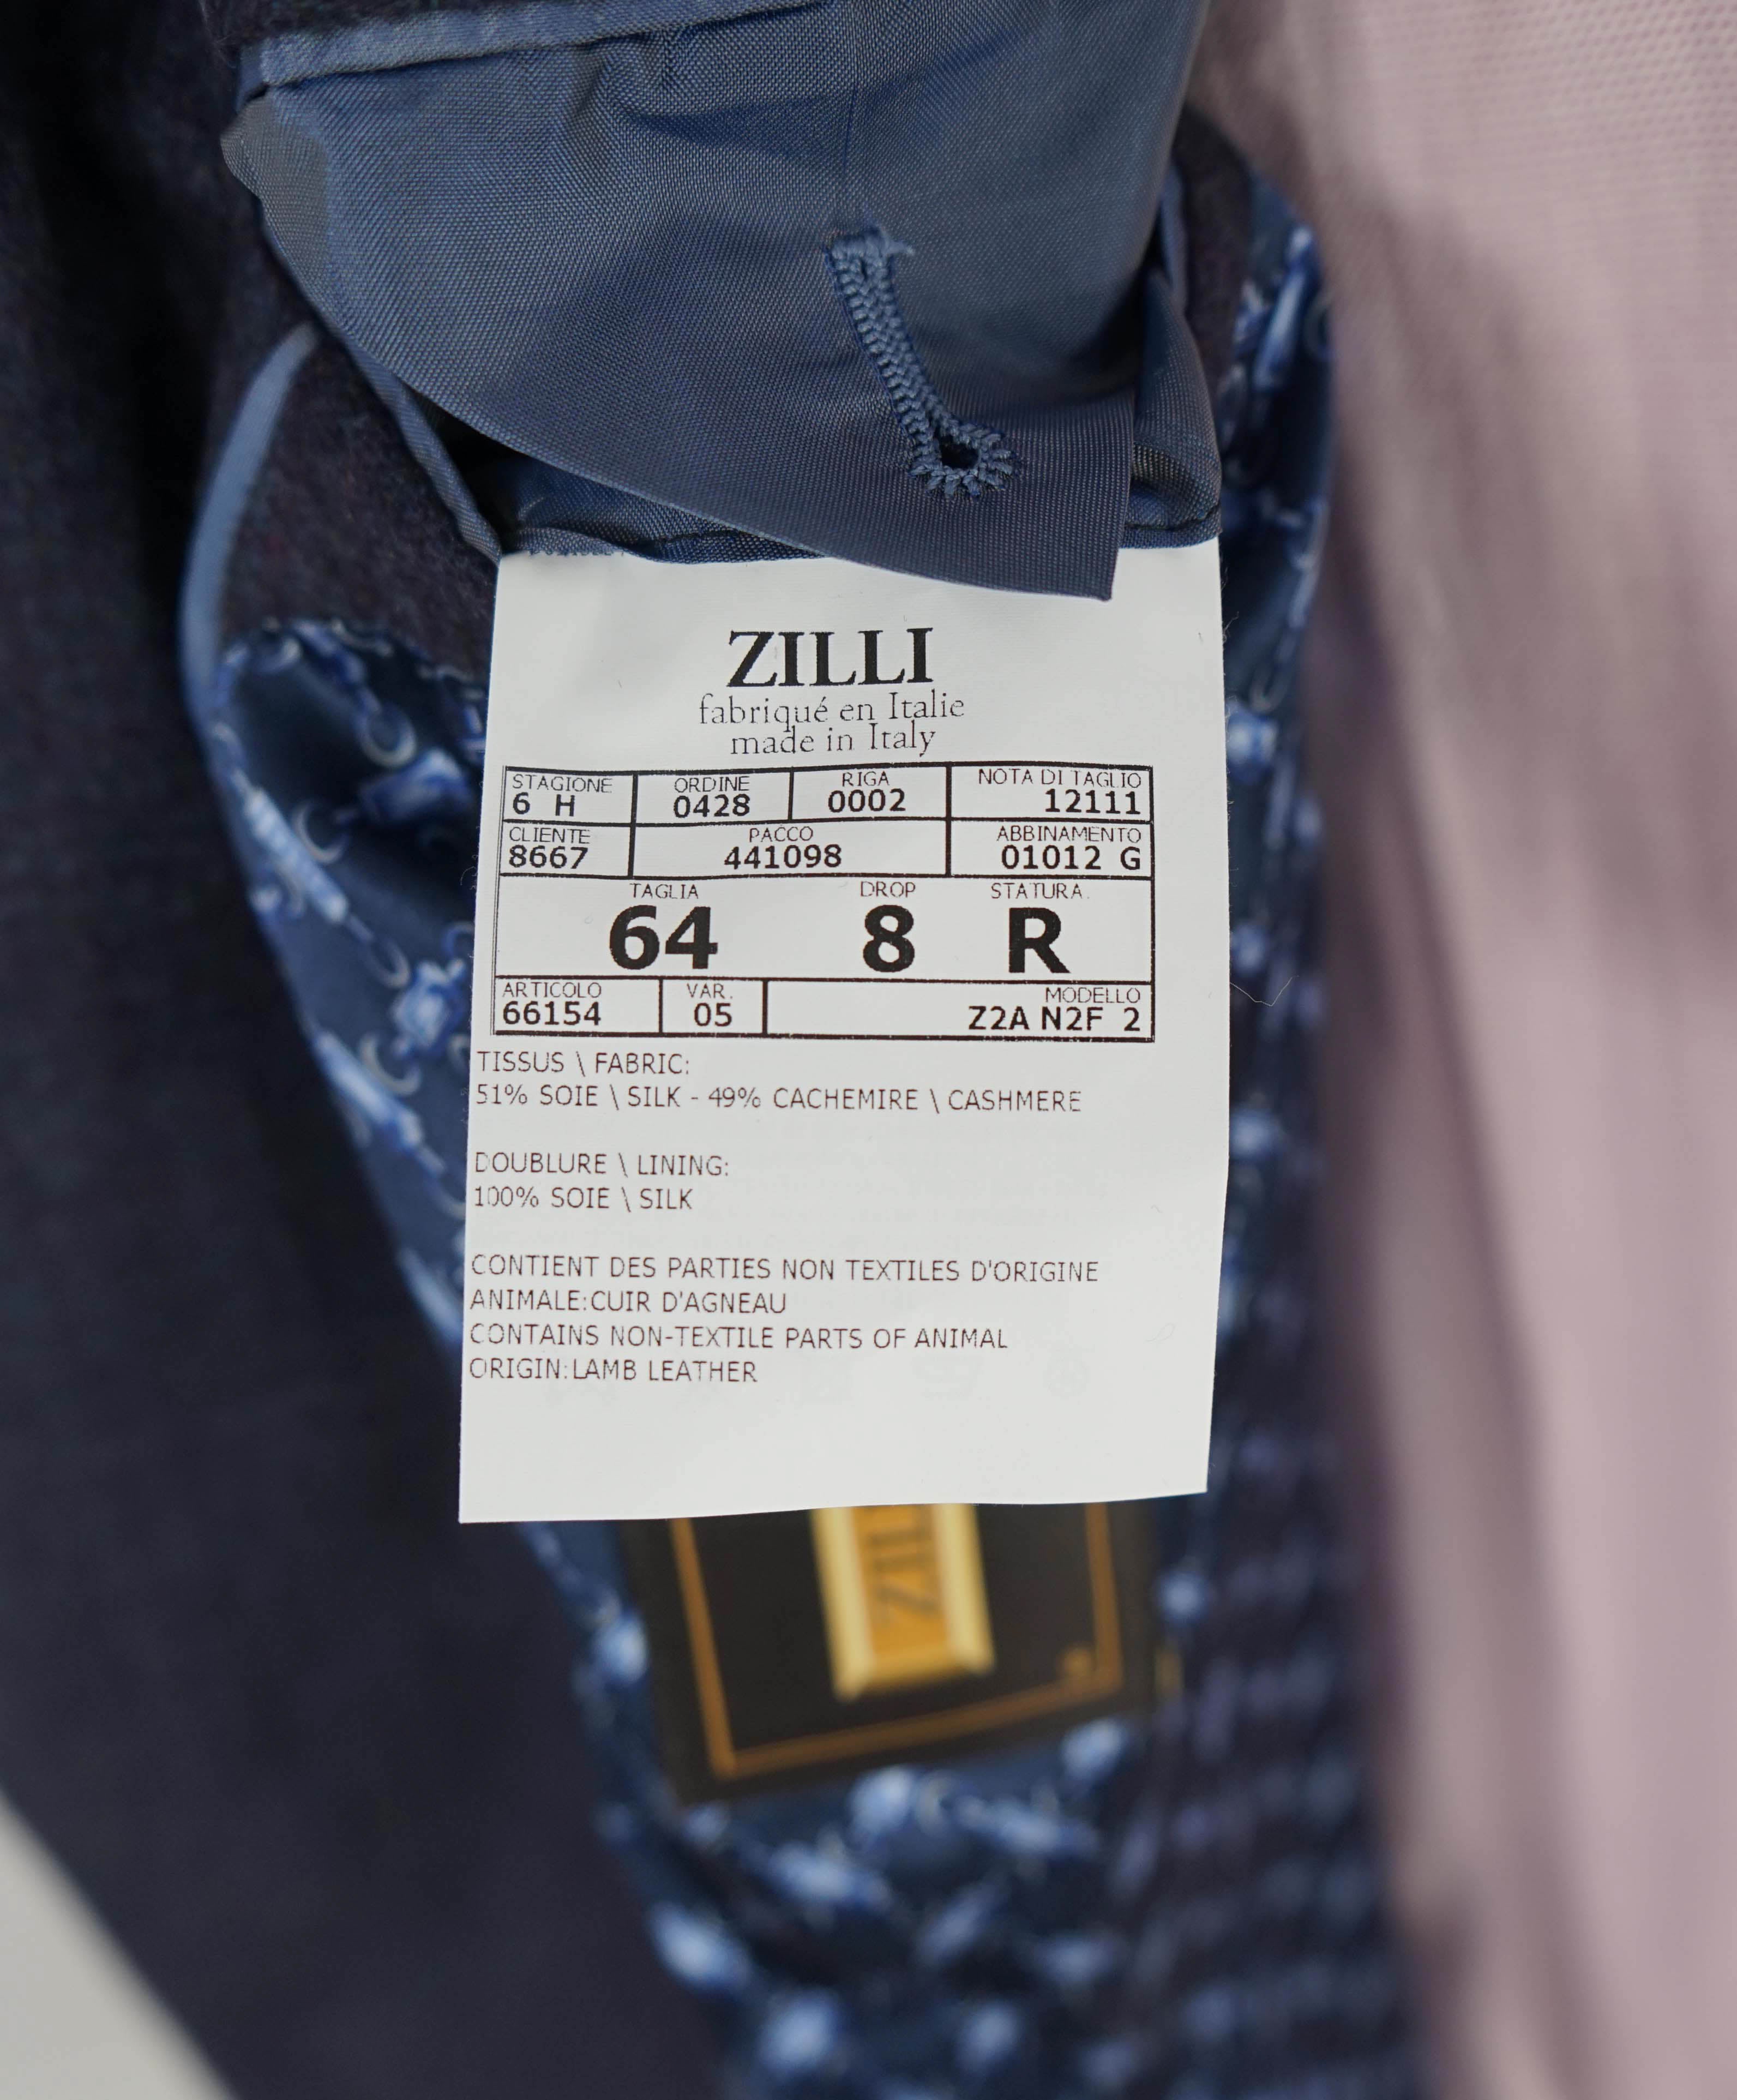 ZILLI
fabriqué en Italie
made in Italy
STAGIONE ORDINE RIGA NOTA DI TAGLIO
6 H 0428 0002 12111
CLIENTE PACCO ABBINAMENTO
8667 441098 01012 G
TAGLIA DROP STATURA
64 8 R
ARTICOLO VAR. MODELLO
66154 05 Z2A N2F 2
TISSUS \ FABRIC:
51% SOIE \ SILK - 49% CACHEMIRE \ CASHMERE
DOUBLURE \ LINING:
100% SOIE \ SILK
CONTIENT DES PARTIES NON TEXTILES D'ORIGINE
ANIMALE:CUIR D'AGNEAU
CONTAINS NON-TEXTILE PARTS OF ANIMAL
ORIGIN:LAMB LEATHER